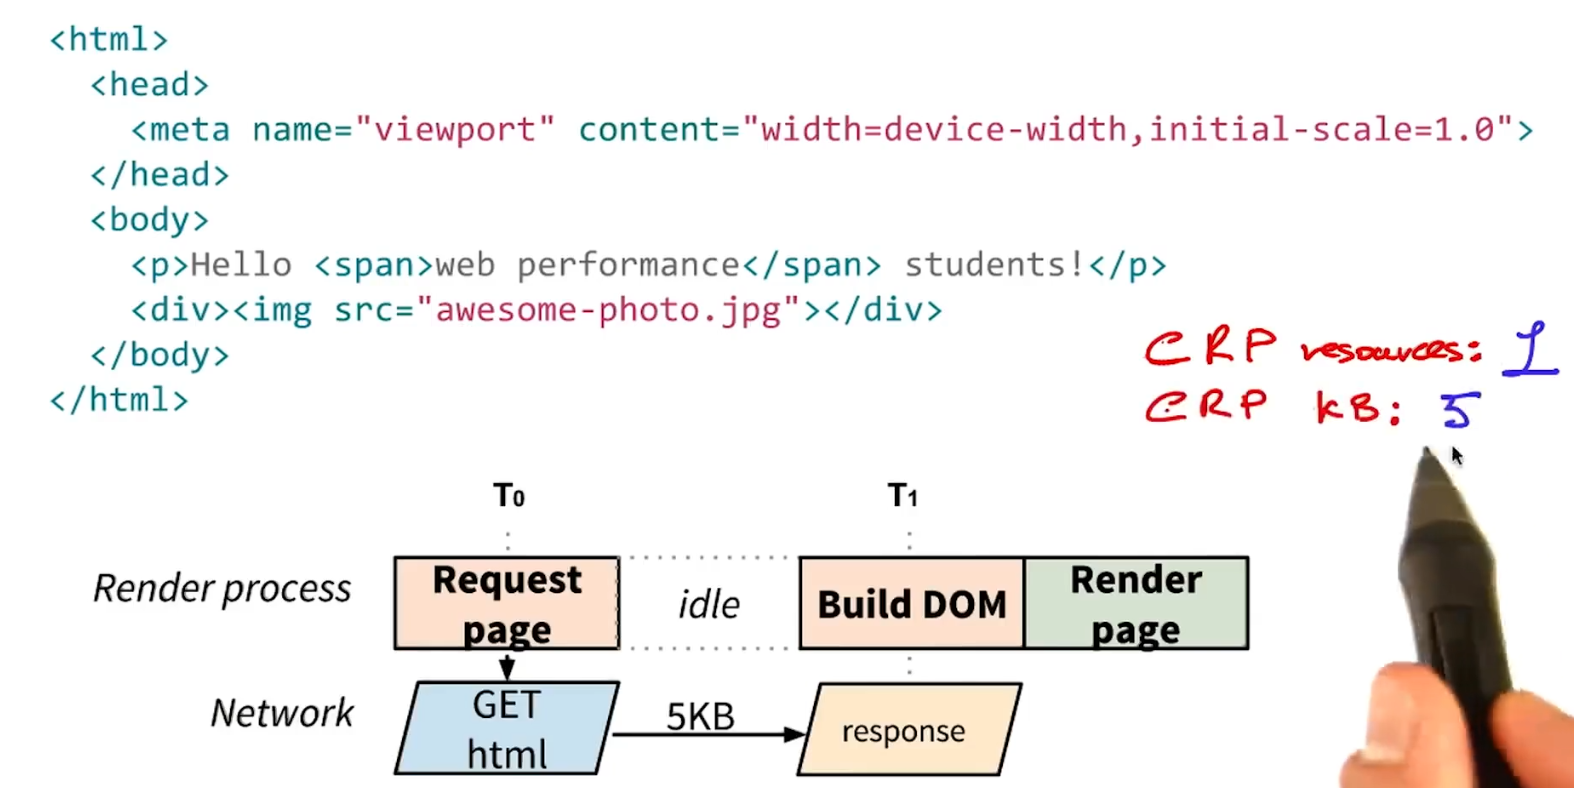 <html>
<head>
<meta name="viewport" content="width=device-width,initial-scale=1.0">
</head>
<body>
<p>Hello <span>web performance</span> students!</p>
<div><img src="awesome-photo.jpg"></div>
</body>
</html>
CRP resources: 1
CRP kB: 5
T0
T1
Render process
Request
page
idle
Build DOM
Render
page
Network
GET
html
5KB
response